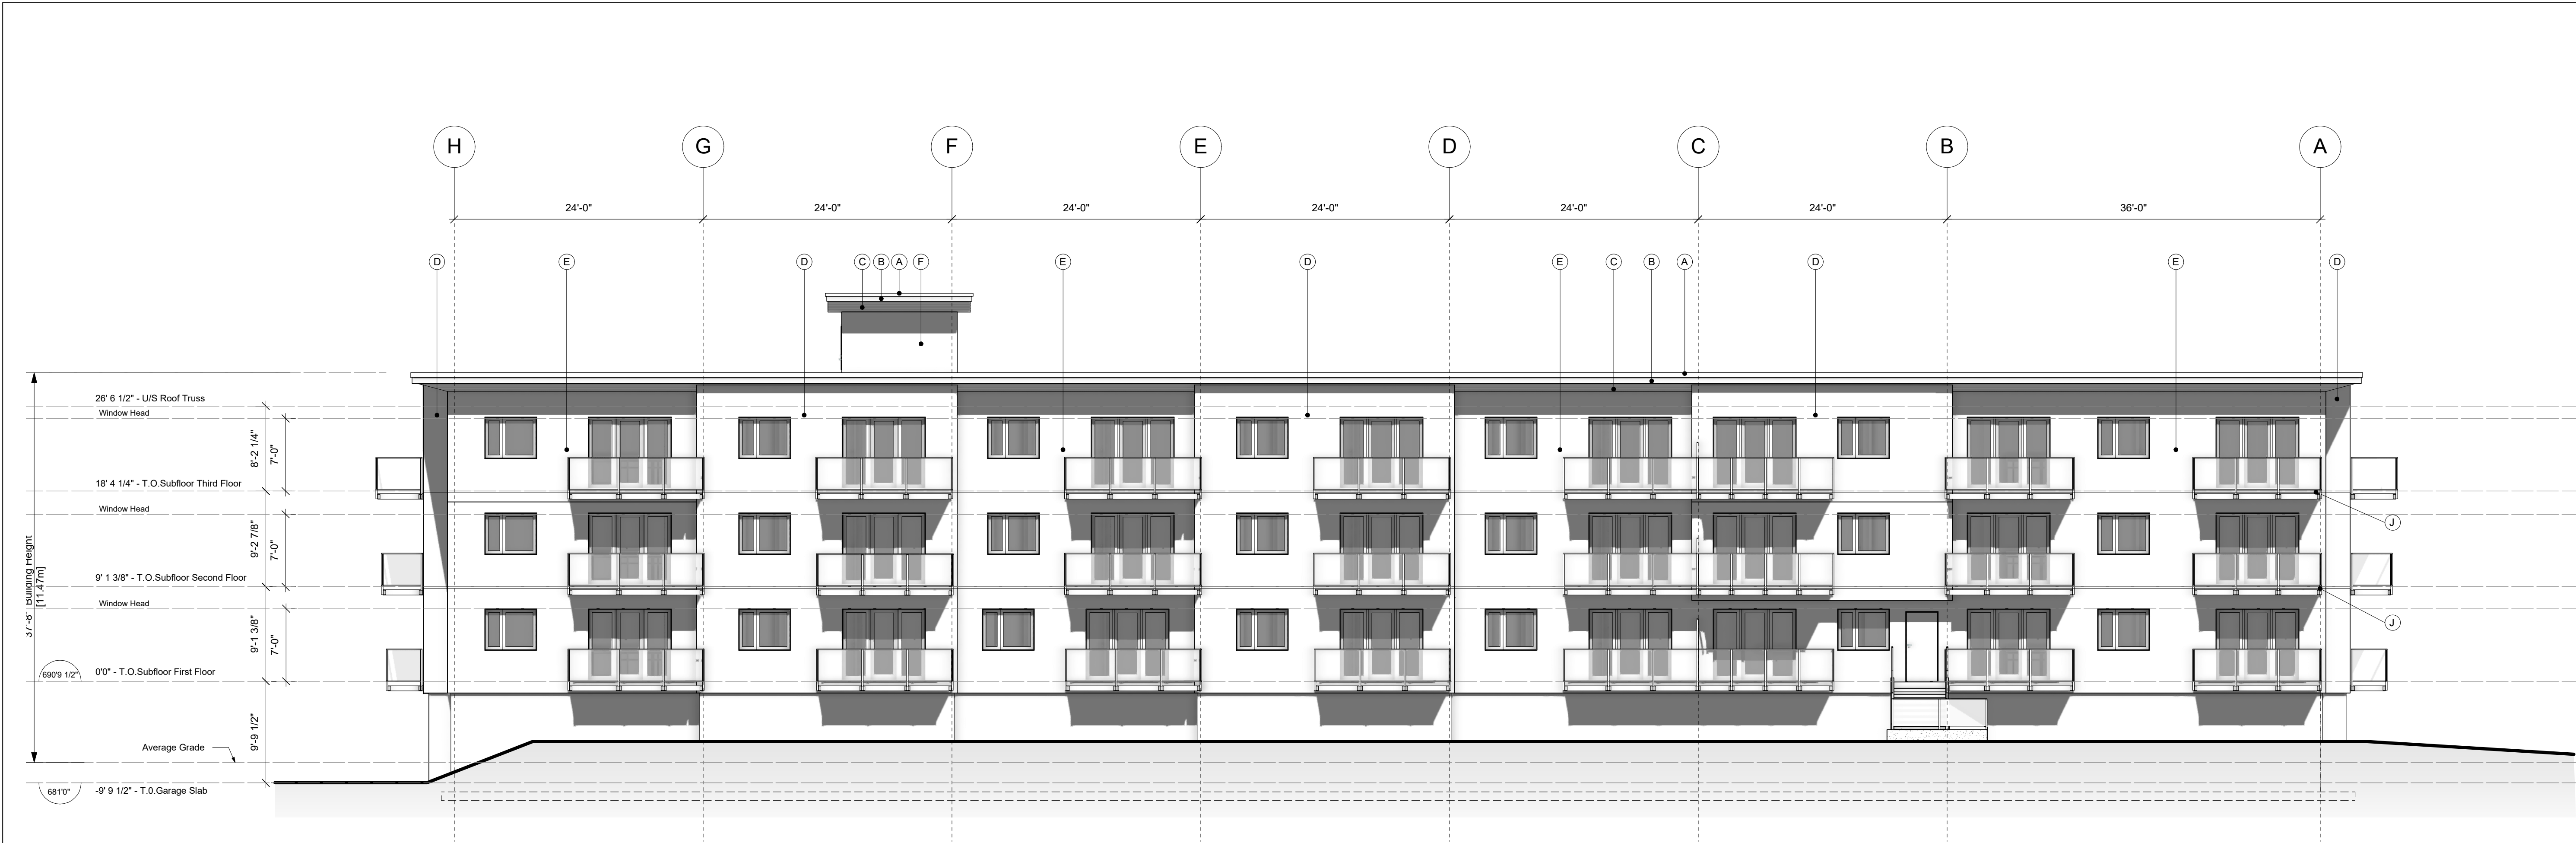 H G F E D C B A
24'-0" 24'-0" 24'-0" 24'-0" 24'-0" 24'-0" 36'-0"
D E D C B A F E D E C B A D E D
26' 6 1/2" - U/S Roof Truss
Window Head
8'-2 1/4"
7'-0"
18' 4 1/4" - T.O.Subfloor Third Floor
Window Head
J
9'-2 7/8"
7'-0"
37'-8" Building Height
[11.47m]
9' 1 3/8" - T.O.Subfloor Second Floor
Window Head
J
9'-1 3/8"
7'-0"
690'9 1/2"
0'0" - T.O.Subfloor First Floor
9'-9 1/2"
Average Grade
681'0"
-9' 9 1/2" - T.0.Garage Slab